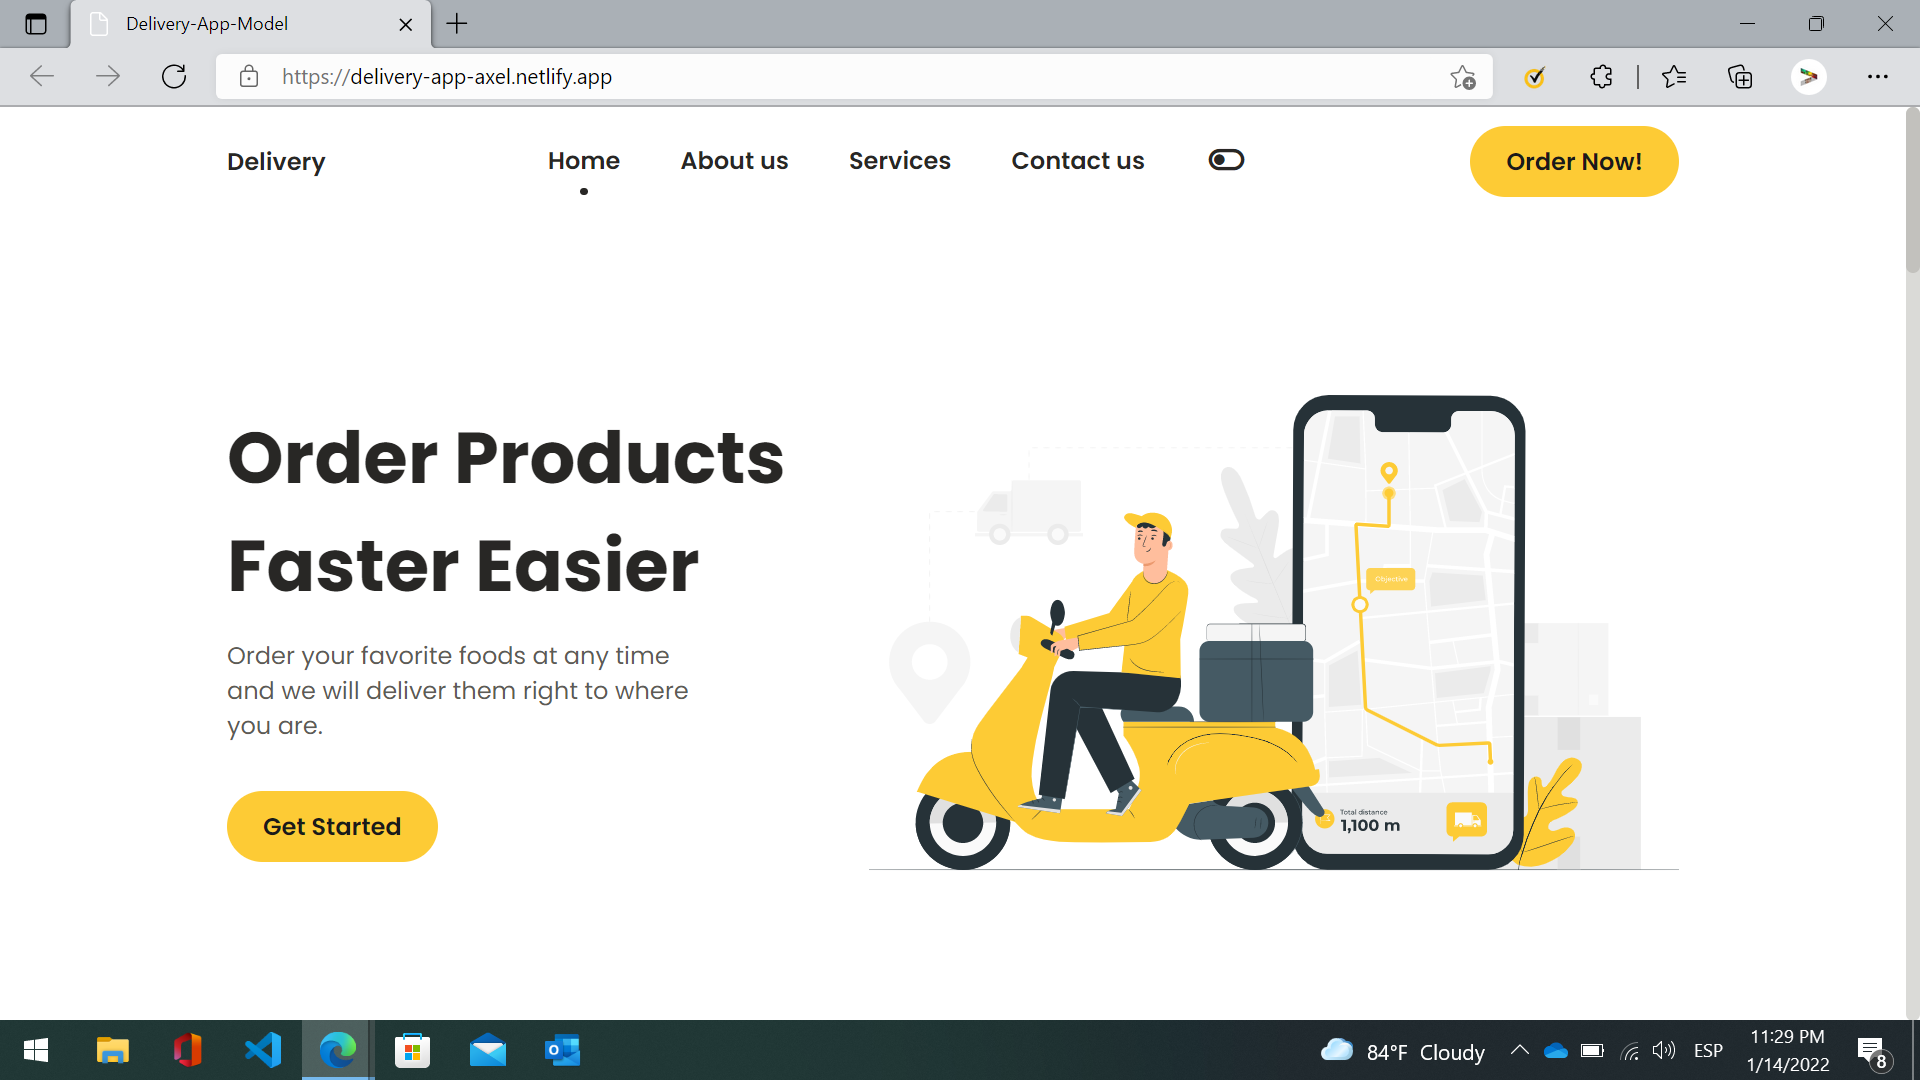 Delivery-App-Model
https://delivery-app-axel.netlify.app
Delivery
Home
About us
Services
Contact us
Order Now!
Order Products
Faster Easier
Order your favorite foods at any time
and we will deliver them right to where
you are.
Get Started
Objective
Total distance
1,100 m
84°F Cloudy
ESP
11:29 PM
1/14/2022
8